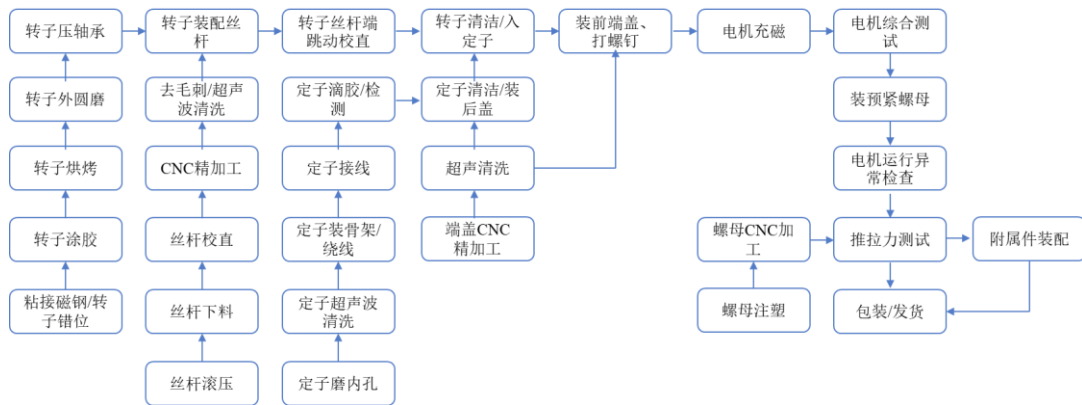 转子压轴承
转子装配丝
杆
转子丝杆端
跳动校直
转子清洁/入
定子
装前端盖、
打螺钉
电机充磁
电机综合测
试
转子外圆磨
去毛刺/超声
波清洗
定子滴胶/检
测
定子清洁/装
后盖
装预紧螺母
转子烘烤
CNC精加工
定子接线
超声清洗
电机运行异
常检查
转子涂胶
丝杆校直
定子装骨架/
绕线
端盖CNC
精加工
螺母CNC加
工
推拉力测试
附属件装配
粘接磁钢/转
子错位
丝杆下料
定子超声波
清洗
螺母注塑
包装/发货
丝杆滚压
定子磨内孔